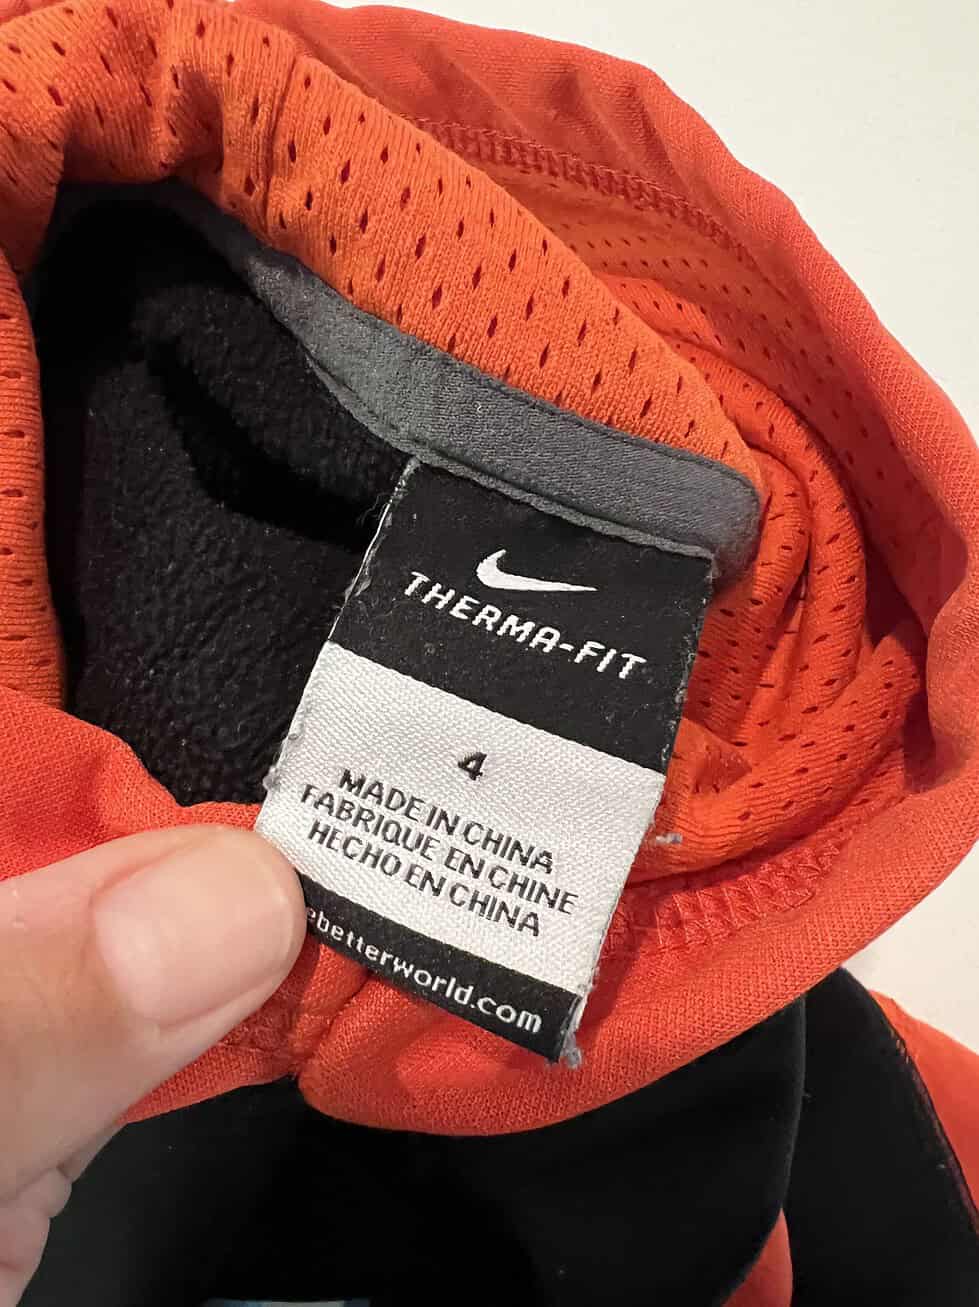 THERMA-FIT
4
MADE IN CHINA
FABRIQUE EN CHINE
HECHO EN CHINA
ebetterworld.com